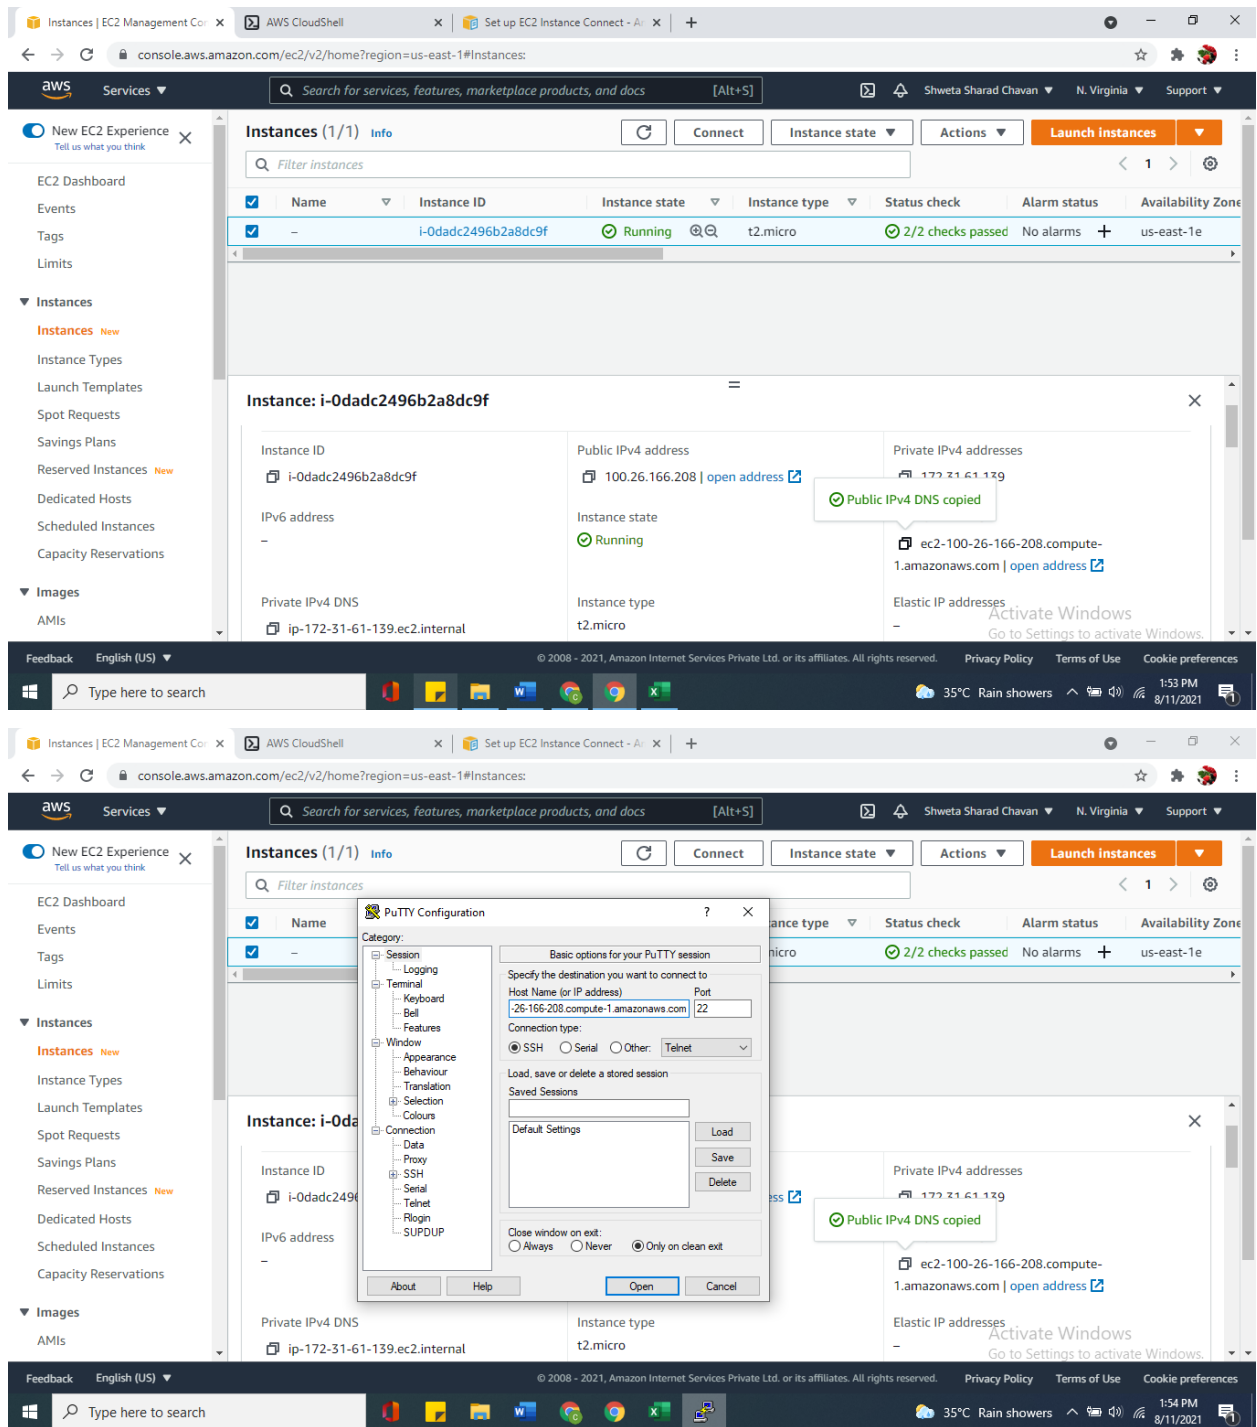 Instances | EC2 Management Con
AWS CloudShell
Set up EC2 Instance Connect - Am
console.aws.amazon.com/ec2/v2/home?region=us-east-1#Instances:
aws Services ▼ Search for services, features, marketplace products, and docs [Alt+S] Shweta Sharad Chavan ▼ N. Virginia ▼ Support ▼
New EC2 Experience
Tell us what you think
EC2 Dashboard
Events
Tags
Limits
Instances
Instances New
Instance Types
Launch Templates
Spot Requests
Savings Plans
Reserved Instances New
Dedicated Hosts
Scheduled Instances
Capacity Reservations
Images
AMIs
Instances (1/1) Info Connect Instance state ▼ Actions ▼ Launch instances ▼
Filter instances
< 1 >
Name Instance ID Instance state Instance type Status check Alarm status Availability Zone
– i-0dadc2496b2a8dc9f Running t2.micro 2/2 checks passed No alarms + us-east-1e
Instance: i-0dadc2496b2a8dc9f
Instance ID Public IPv4 address Private IPv4 addresses
i-0dadc2496b2a8dc9f 100.26.166.208 | open address 172.31.61.139
Public IPv4 DNS copied
IPv6 address Instance state
– Running ec2-100-26-166-208.compute-
1.amazonaws.com | open address
Private IPv4 DNS Instance type Elastic IP addresses
ip-172-31-61-139.ec2.internal t2.micro –
Activate Windows
Go to Settings to activate Windows.
Feedback English (US) ▼ © 2008 - 2021, Amazon Internet Services Private Ltd. or its affiliates. All rights reserved. Privacy Policy Terms of Use Cookie preferences
Type here to search 35°C Rain showers 1:53 PM
8/11/2021
Instances | EC2 Management Con
AWS CloudShell
Set up EC2 Instance Connect - Am
console.aws.amazon.com/ec2/v2/home?region=us-east-1#Instances:
aws Services ▼ Search for services, features, marketplace products, and docs [Alt+S] Shweta Sharad Chavan ▼ N. Virginia ▼ Support ▼
New EC2 Experience
Tell us what you think
EC2 Dashboard
Events
Tags
Limits
Instances
Instances New
Instance Types
Launch Templates
Spot Requests
Savings Plans
Reserved Instances New
Dedicated Hosts
Scheduled Instances
Capacity Reservations
Images
AMIs
Instances (1/1) Info Connect Instance state ▼ Actions ▼ Launch instances ▼
Filter instances
< 1 >
Name ance type Status check Alarm status Availability Zone
– nicro 2/2 checks passed No alarms + us-east-1e
PuTTY Configuration ? ×
Category:
Session
Logging
Terminal
Keyboard
Bell
Features
Window
Appearance
Behaviour
Translation
Selection
Colours
Connection
Data
Proxy
SSH
Serial
Telnet
Rlogin
SUPDUP
Basic options for your PuTTY session
Specify the destination you want to connect to
Host Name (or IP address) Port
-26-166-208.compute-1.amazonaws.com 22
Connection type:
SSH Serial Other: Telnet
Load, save or delete a stored session
Saved Sessions
Default Settings
Load
Save
Delete
Close window on exit:
Always Never Only on clean exit
About Help Open Cancel
Instance: i-0da
Instance ID Private IPv4 addresses
i-0dadc249 ess 172.31.61.139
Public IPv4 DNS copied
IPv6 address
– ec2-100-26-166-208.compute-
1.amazonaws.com | open address
Private IPv4 DNS Instance type Elastic IP addresses
ip-172-31-61-139.ec2.internal t2.micro –
Activate Windows
Go to Settings to activate Windows.
Feedback English (US) ▼ © 2008 - 2021, Amazon Internet Services Private Ltd. or its affiliates. All rights reserved. Privacy Policy Terms of Use Cookie preferences
Type here to search 35°C Rain showers 1:54 PM
8/11/2021